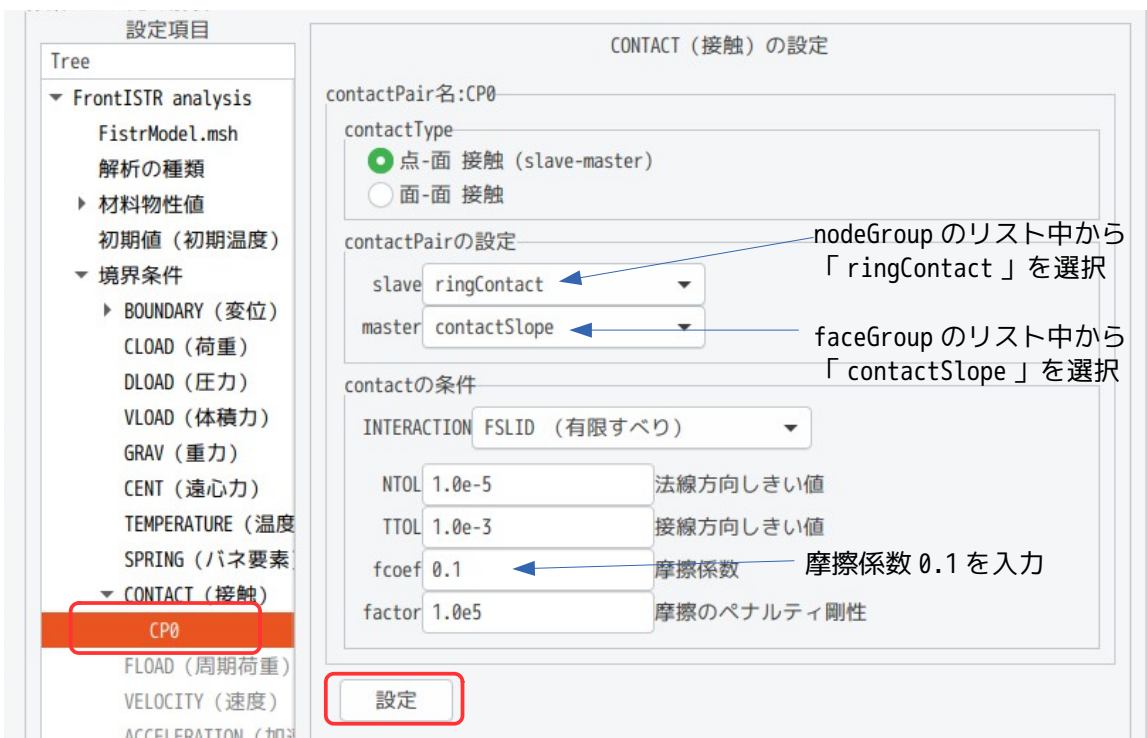 設定項目
Tree
FrontISTR analysis
FistrModel.msh
解析の種類
材料物性値
初期値 (初期温度)
境界条件
BOUNDARY (変位)
CLOAD (荷重)
DLOAD (圧力)
VLOAD (体積力)
GRAV (重力)
CENT (遠心力)
TEMPERATURE (温度
SPRING (バネ要素
CONTACT (接触)
CP0
FLOAD (周期荷重)
VELOCITY (速度)
ACCELERATION (加速
CONTACT (接触) の設定
contactPair名:CP0
contactType
点-面 接触 (slave-master)
面-面 接触
contactPairの設定
slave ringContact
master contactSlope
nodeGroup のリスト中から
「 ringContact 」を選択
faceGroup のリスト中から
「 contactSlope 」を選択
contactの条件
INTERACTION FSLID (有限すべり)
NTOL 1.0e-5 法線方向しきい値
TTOL 1.0e-3 接線方向しきい値
fcoef 0.1 摩擦係数
摩擦係数 0.1 を入力
factor 1.0e5 摩擦のペナルティ剛性
設定